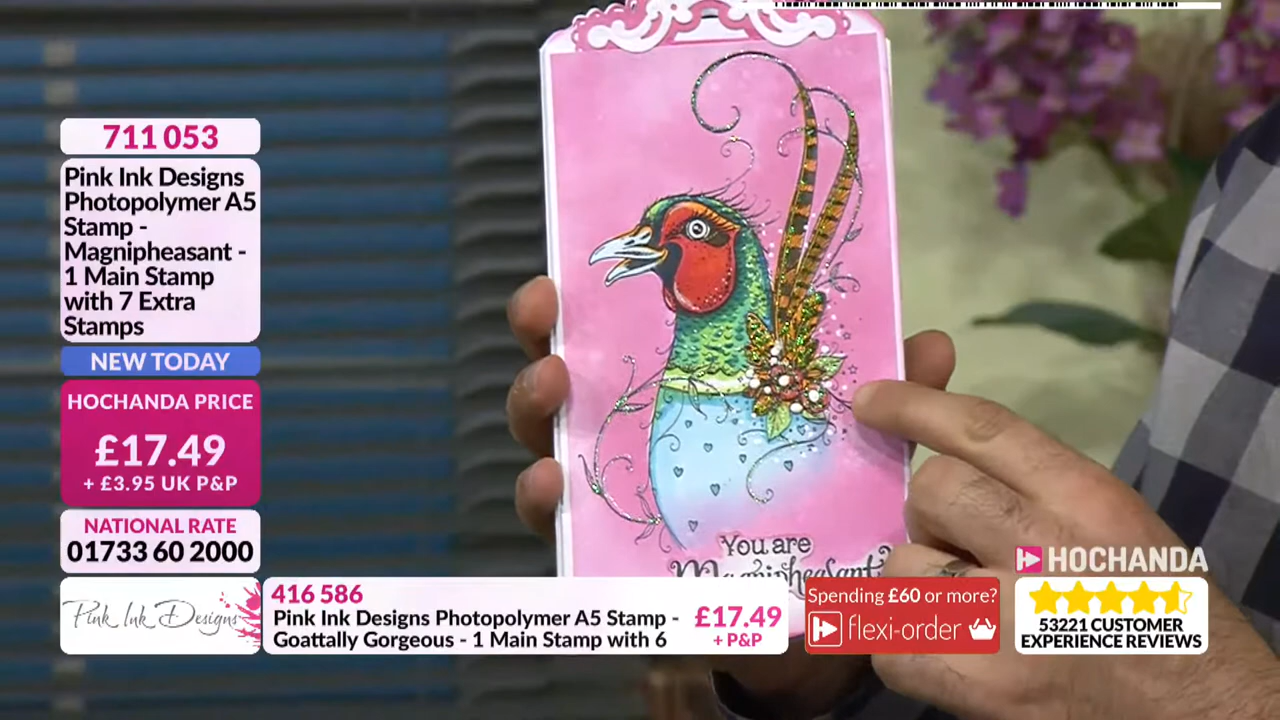 711 053
Pink Ink Designs
Photopolymer A5
Stamp -
Magnipheasant -
1 Main Stamp
with 7 Extra
Stamps
NEW TODAY
HOCHANDA PRICE
£17.49
+ £3.95 UK P&P
NATIONAL RATE
01733 60 2000
You are
Magnipheasant
HOCHANDA
Pink Ink Designs
416 586
Pink Ink Designs Photopolymer A5 Stamp -
Goattally Gorgeous - 1 Main Stamp with 6
£17.49
+ P&P
Spending £60 or more?
flexi-order
53221 CUSTOMER
EXPERIENCE REVIEWS